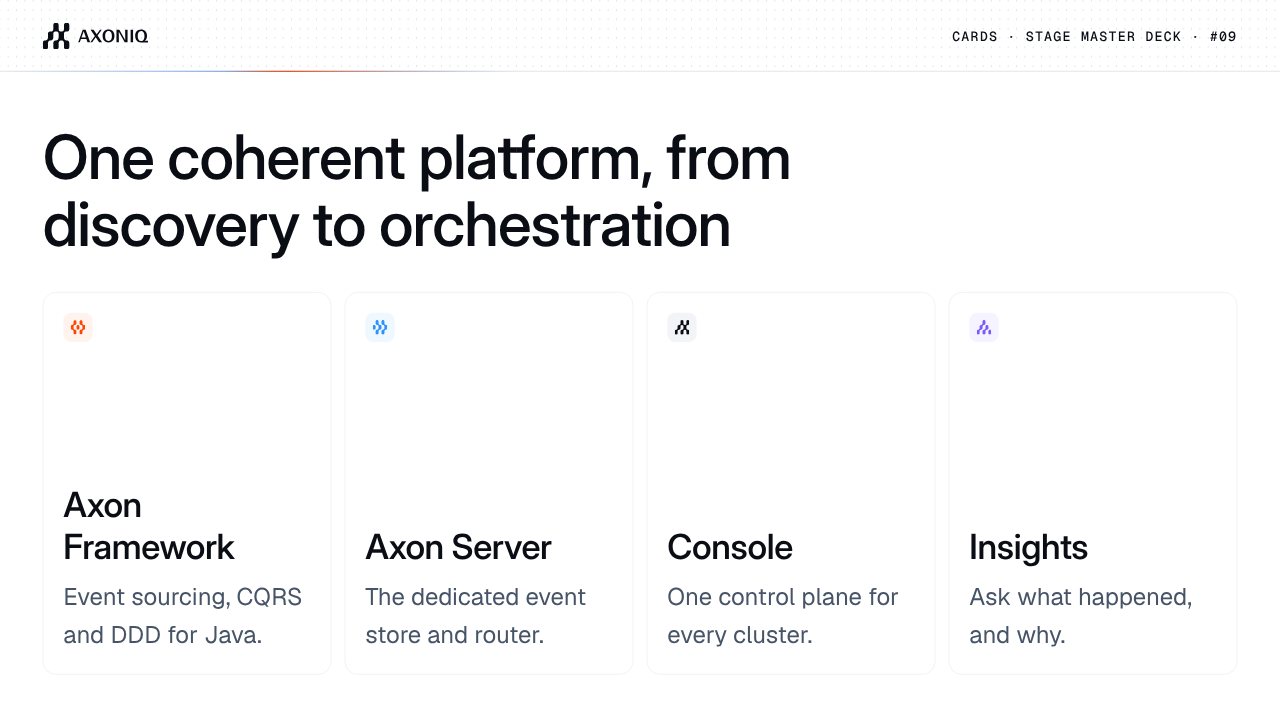 AXONIQ
CARDS · STAGE MASTER DECK · #09
One coherent platform, from
discovery to orchestration
Axon
Framework
Event sourcing, CQRS
and DDD for Java.
Axon Server
The dedicated event
store and router.
Console
One control plane for
every cluster.
Insights
Ask what happened,
and why.